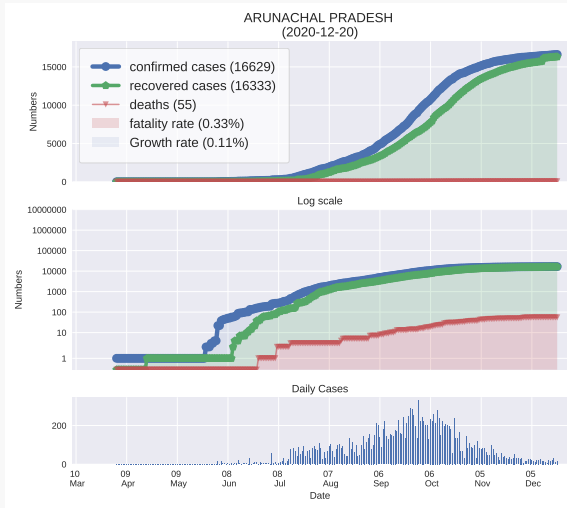 ARUNACHAL PRADESH
(2020-12-20)
confirmed cases (16629)
recovered cases (16333)
deaths (55)
fatality rate (0.33%)
Growth rate (0.11%)
15000
10000
5000
0
Numbers
Log scale
10000000
1000000
100000
10000
1000
100
10
1
Numbers
Daily Cases
200
0
10 09 09 08 08 07 06 06 05 05
Mar Apr May Jun Jul Aug Sep Oct Nov Dec
Date